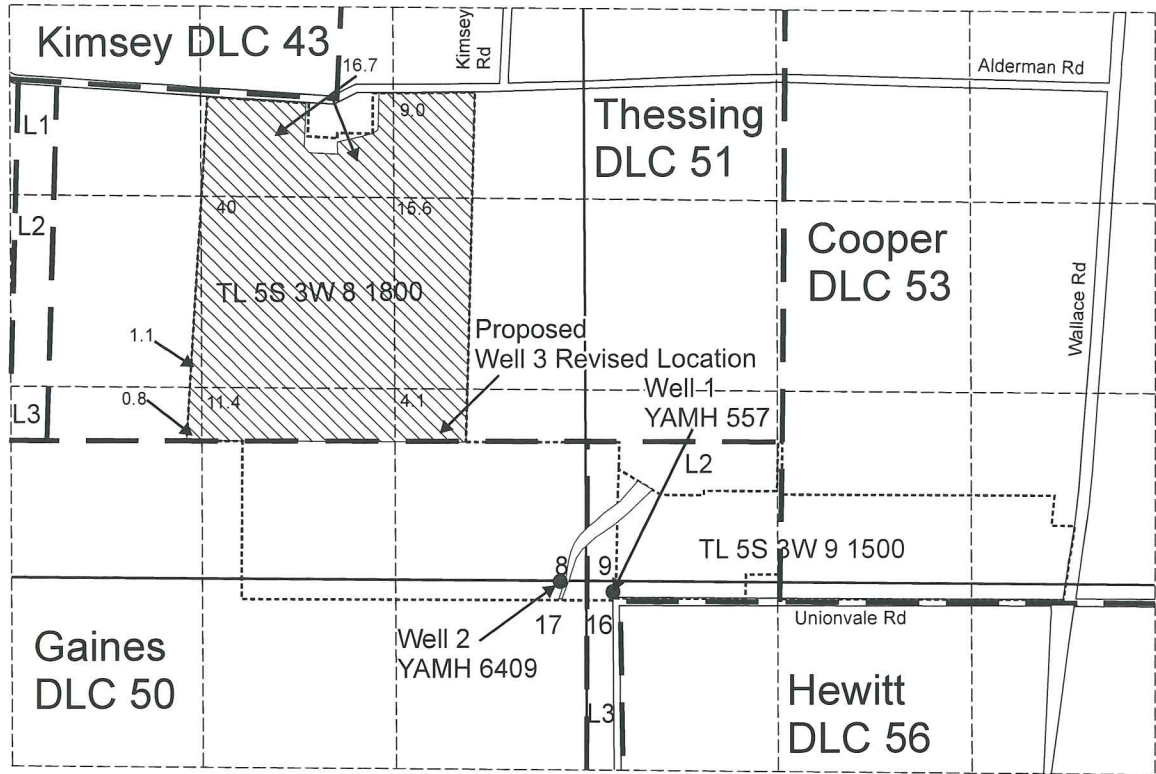 Kimsey DLC 43
Kimsey
Rd
16.7
Alderman Rd
L1
9.0
Thessing
DLC 51
L2
40
15.6
Cooper
DLC 53
TL 5S 3W 8 1800
Wallace Rd
1.1
Proposed
Well 3 Revised Location
Well 1
YAMH 557
0.8
L3
11.4
4.1
L2
TL 5S 3W 9 1500
8
9
17
16
Unionvale Rd
Gaines
DLC 50
Well 2
YAMH 6409
L3
Hewitt
DLC 56